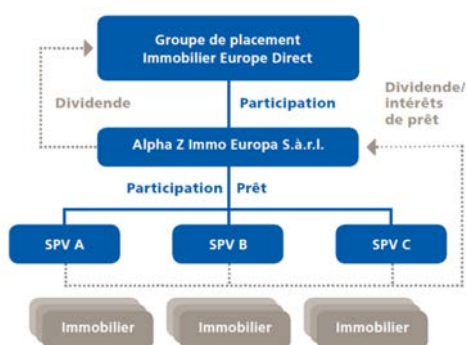 Groupe de placement
Immobilier Europe Direct
Dividende
Participation
Dividende/
intérêts
de prêt
Alpha Z Immo Europa S.à.r.l.
Participation
Prêt
SPV A
SPV B
SPV C
Immobilier
Immobilier
Immobilier